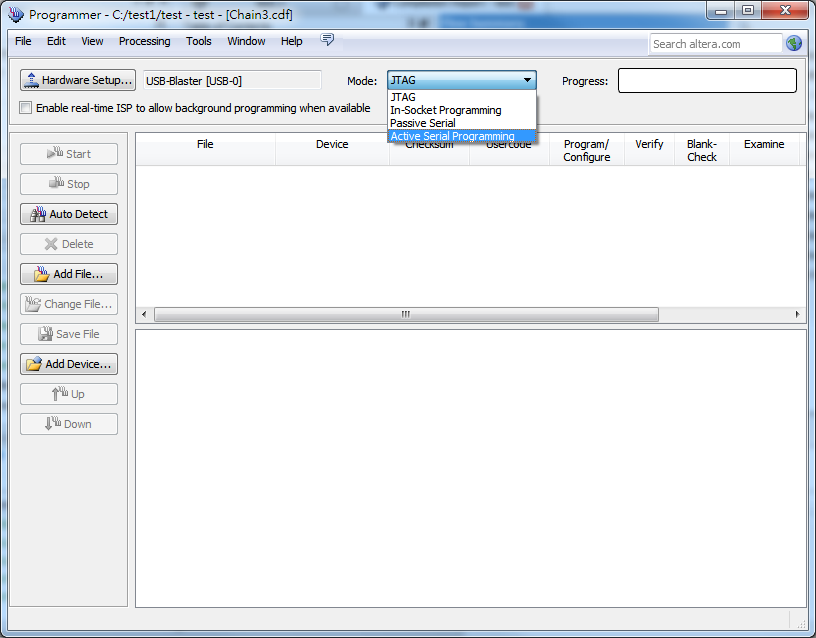 Programmer - C:/test1/test - test - [Chain3.cdf]
File Edit View Processing Tools Window Help
Search altera.com
Hardware Setup... USB-Blaster [USB-0] Mode: JTAG Progress:
JTAG
Enable real-time ISP to allow background programming when available
In-Socket Programming
Passive Serial
Active Serial Programming
File Device Checksum Usercode Program/ Configure Verify Blank- Check Examine
Start
Stop
Auto Detect
Delete
Add File...
Change File...
Save File
Add Device...
Up
Down